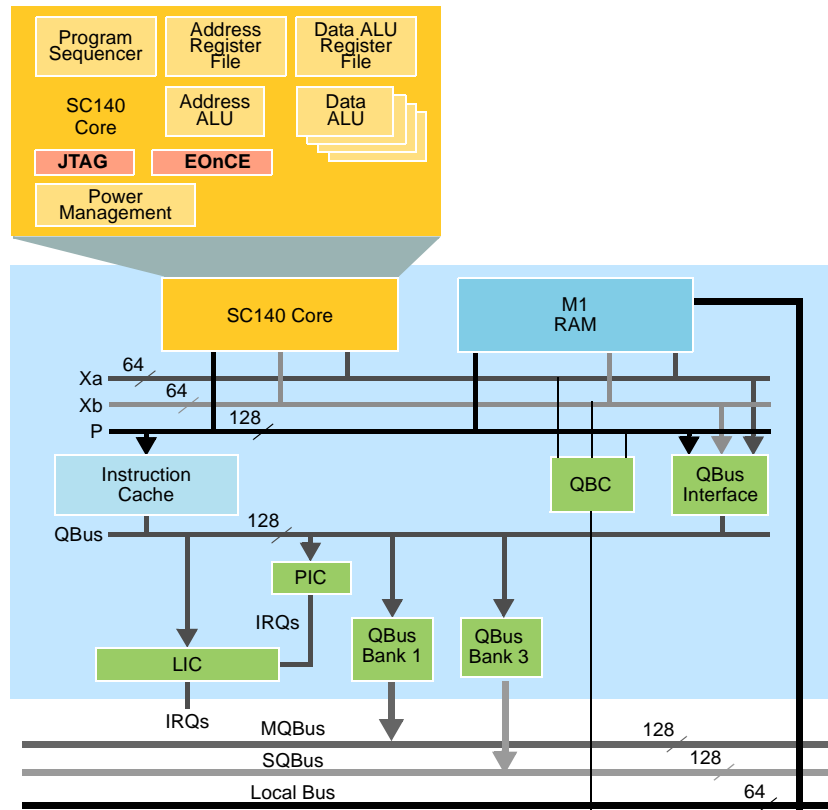 Program
Sequencer
Address
Register
File
Data ALU
Register
File
SC140
Core
Address
ALU
Data
ALU
JTAG
EOnCE
Power
Management
SC140 Core
M1
RAM
Xa
64
Xb
64
P
128
Instruction
Cache
QBC
QBus
Interface
QBus
128
PIC
IRQs
LIC
QBus
Bank 1
QBus
Bank 3
IRQs
MQBus
128
SQBus
128
Local Bus
64